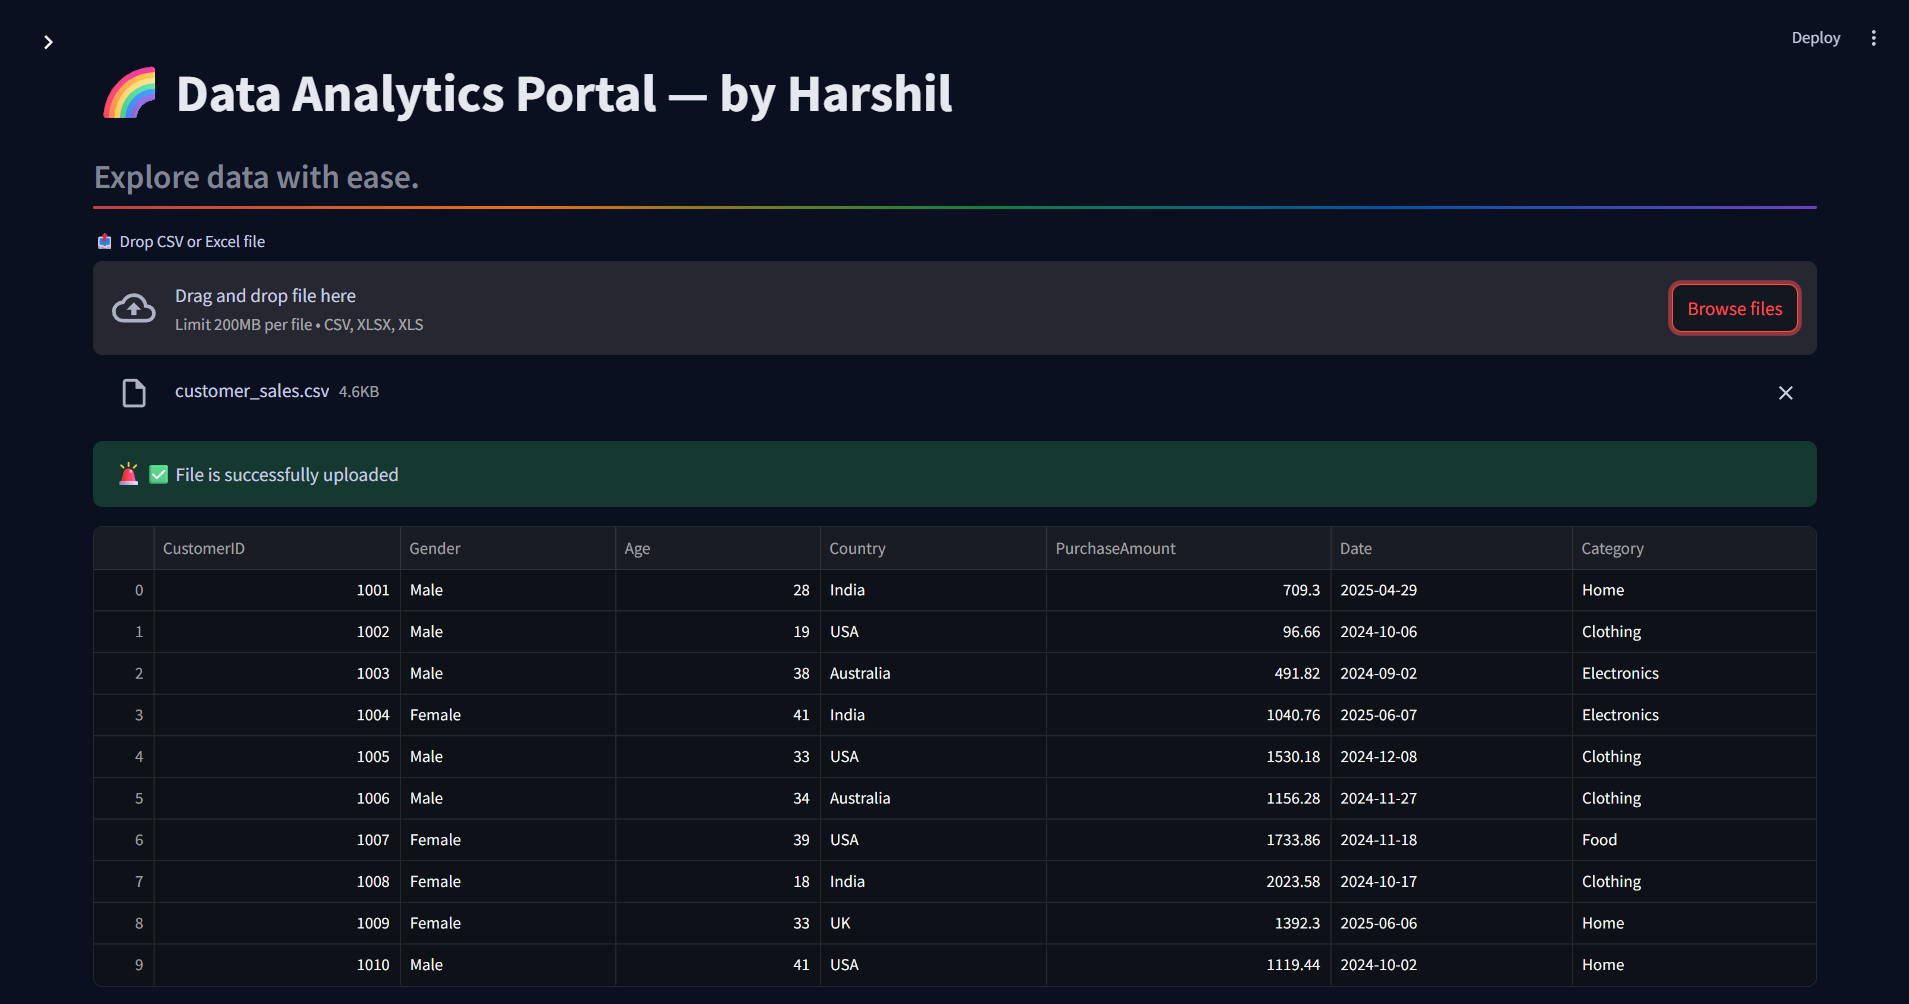 Deploy
Data Analytics Portal — by Harshil
Explore data with ease.
Drop CSV or Excel file
Drag and drop file here
Limit 200MB per file • CSV, XLSX, XLS
Browse files
customer_sales.csv 4.6KB
File is successfully uploaded
CustomerID Gender Age Country PurchaseAmount Date Category
0 1001 Male 28 India 709.3 2025-04-29 Home
1 1002 Male 19 USA 96.66 2024-10-06 Clothing
2 1003 Male 38 Australia 491.82 2024-09-02 Electronics
3 1004 Female 41 India 1040.76 2025-06-07 Electronics
4 1005 Male 33 USA 1530.18 2024-12-08 Clothing
5 1006 Male 34 Australia 1156.28 2024-11-27 Clothing
6 1007 Female 39 USA 1733.86 2024-11-18 Food
7 1008 Female 18 India 2023.58 2024-10-17 Clothing
8 1009 Female 33 UK 1392.3 2025-06-06 Home
9 1010 Male 41 USA 1119.44 2024-10-02 Home